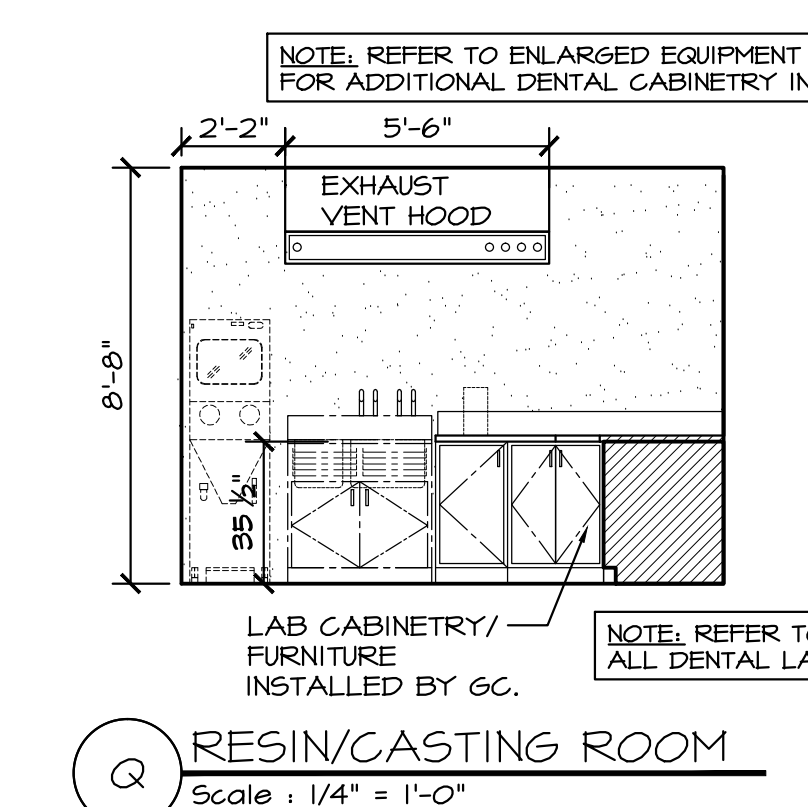 NOTE: REFER TO ENLARGED EQUIPMENT
FOR ADDITIONAL DENTAL CABINETRY
2'-2"
5'-6"
EXHAUST
VENT HOOD
8'-8"
35 1/2"
LAB CABINETRY/
FURNITURE
INSTALLED BY GC.
NOTE: REFER
ALL DENTAL
Q
RESIN/CASTING ROOM
Scale : 1/4" = 1'-0"